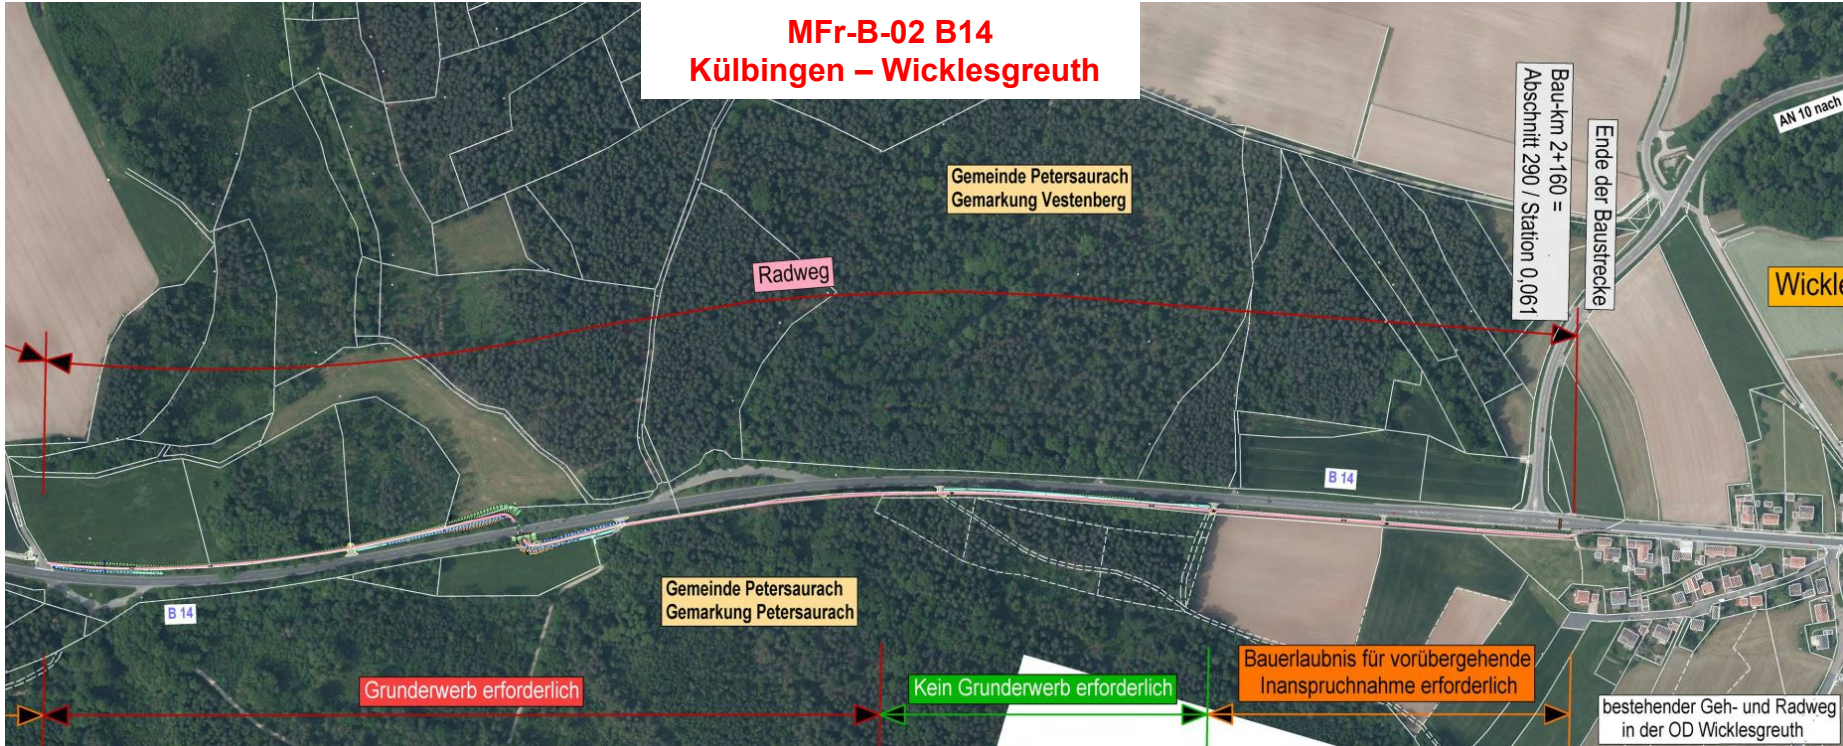 MFr-B-02 B14
Külbingen – Wicklesgreuth
AN 10 nach
Bau-km 2+160 =
Abschnitt 290 / Station 0,061
Ende der Baustrecke
Gemeinde Petersaurach
Gemarkung Vestenberg
Radweg
Wickle
B 14
B 14
Gemeinde Petersaurach
Gemarkung Petersaurach
Grunderwerb erforderlich
Kein Grunderwerb erforderlich
Bauerlaubnis für vorübergehende
Inanspruchnahme erforderlich
bestehender Geh- und Radweg
in der OD Wicklesgreuth